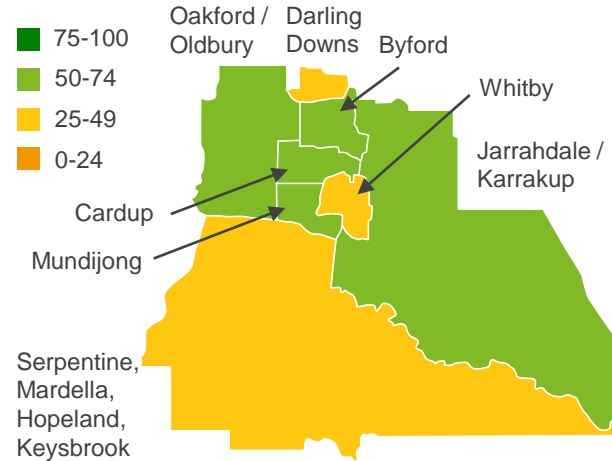 75-100
50-74
25-49
0-24
Oakford /
Oldbury
Darling
Downs
Byford
Whitby
Jarrahdale /
Karrakup
Cardup
Mundijong
Serpentine,
Mardella,
Hopeland,
Keysbrook